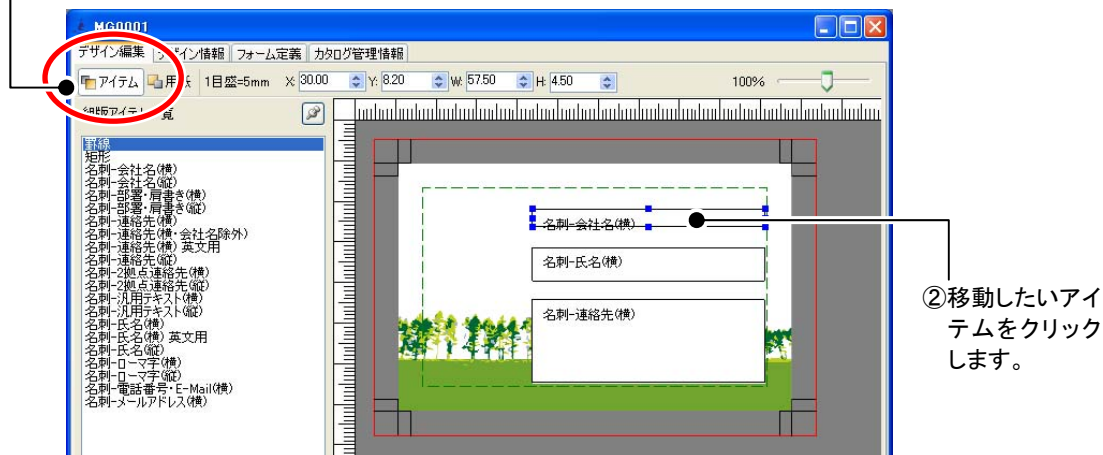 MG0001
デザイン編集 デザイン情報 フォーム定義 カタログ管理情報
アイテム 用紙 1目盛=5mm X: 30.00 Y: 8.20 W: 57.50 H: 4.50 100%
組版アイテム一覧
罫線
矩形
名刺-会社名(横)
名刺-会社名(縦)
名刺-部署・肩書き(横)
名刺-部署・肩書き(縦)
名刺-連絡先(横)
名刺-連絡先(横・会社名除外)
名刺-連絡先(横) 英文用
名刺-連絡先(縦)
名刺-2拠点連絡先(横)
名刺-2拠点連絡先(縦)
名刺-汎用テキスト(横)
名刺-汎用テキスト(縦)
名刺-氏名(横)
名刺-氏名(横) 英文用
名刺-氏名(縦)
名刺-ローマ字(横)
名刺-ローマ字(縦)
名刺-電話番号・E-Mail(横)
名刺-メールアドレス(横)
名刺-会社名(横)
名刺-氏名(横)
名刺-連絡先(横)
②移動したいアイ
テムをクリック
します。